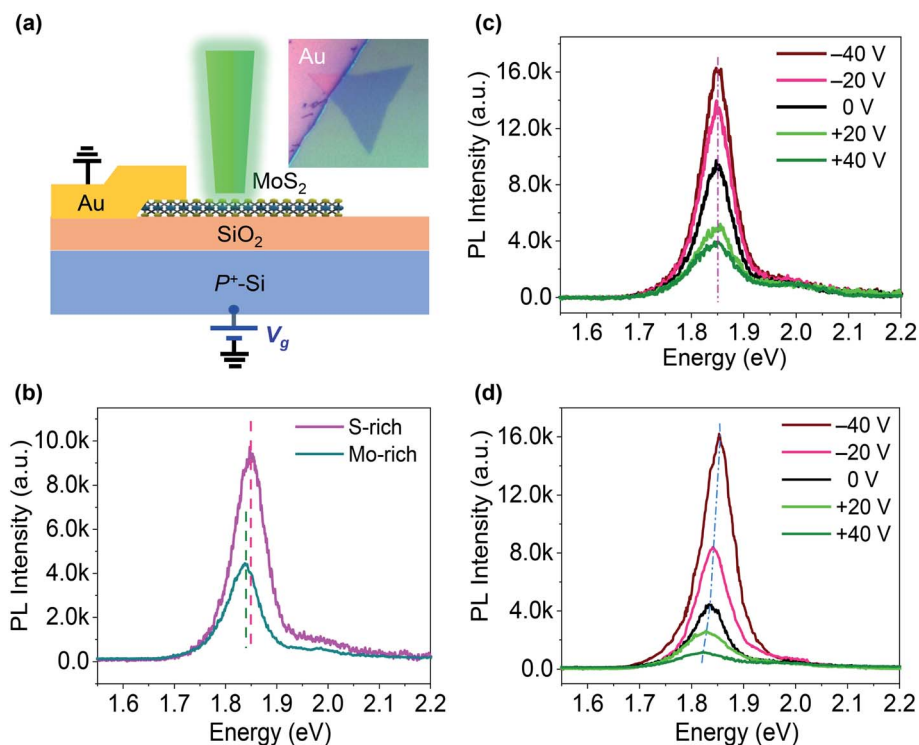 (a)
Au
MoS₂
Au
SiO₂
P⁺-Si
V_g
(b)
PL Intensity (a.u.)
10.0k
8.0k
6.0k
4.0k
2.0k
0.0
S-rich
Mo-rich
1.6 1.7 1.8 1.9 2.0 2.1 2.2
Energy (eV)
(c)
PL Intensity (a.u.)
16.0k
12.0k
8.0k
4.0k
0.0
–40 V
–20 V
0 V
+20 V
+40 V
1.6 1.7 1.8 1.9 2.0 2.1 2.2
Energy (eV)
(d)
PL Intensity (a.u.)
16.0k
12.0k
8.0k
4.0k
0.0
–40 V
–20 V
0 V
+20 V
+40 V
1.6 1.7 1.8 1.9 2.0 2.1 2.2
Energy (eV)